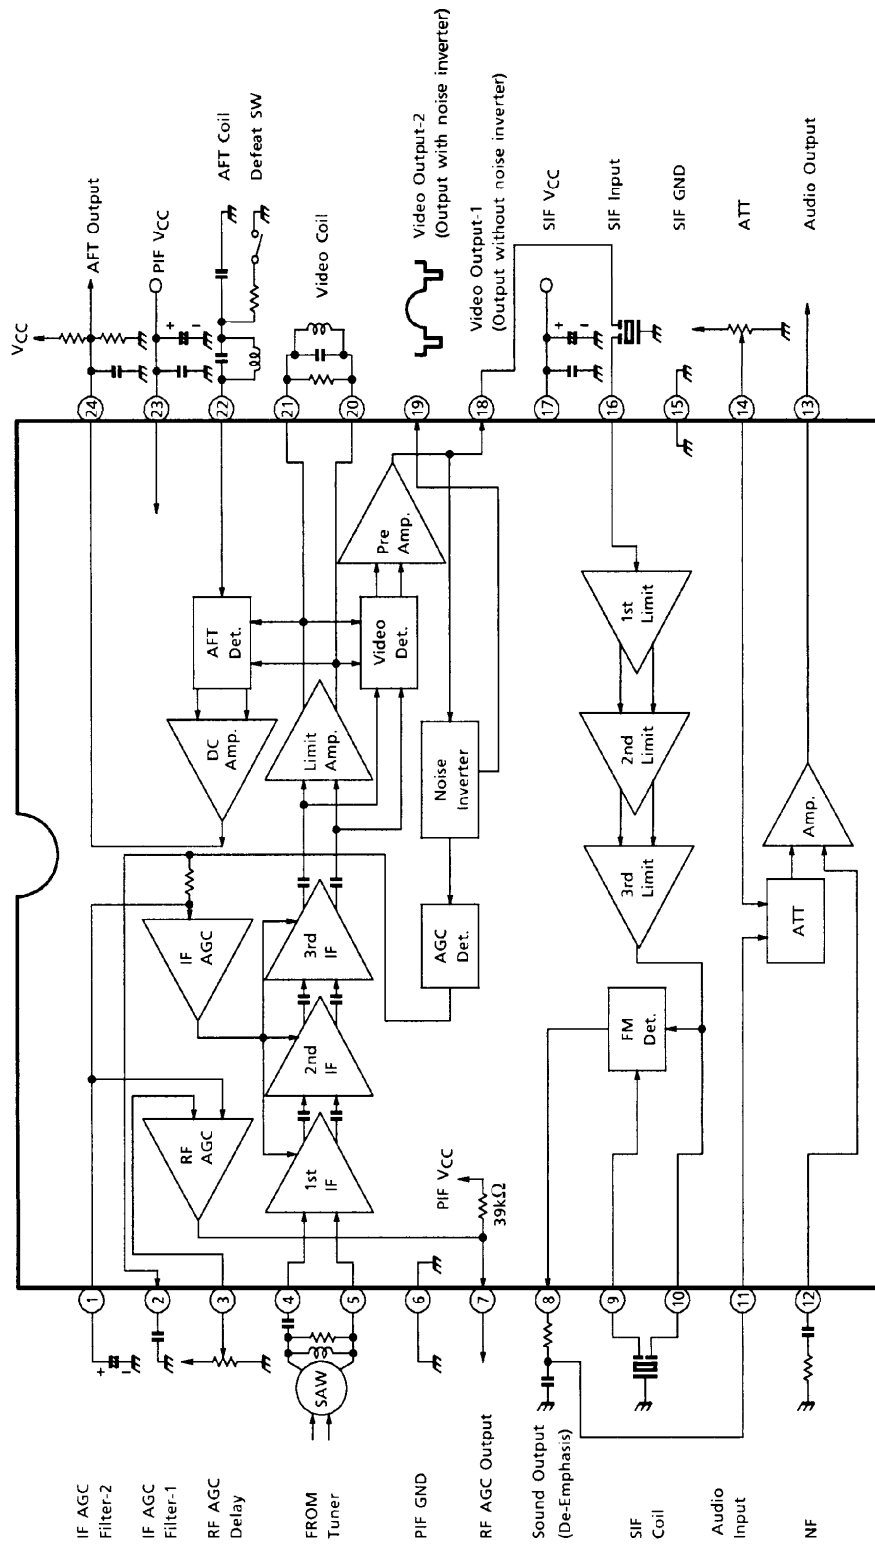 VCC
AFT Output
PIF VCC
AFT Coil
Defeat SW
Video Coil
Video Output-2
(Output with noise inverter)
Video Output-1
(Output without noise inverter)
SIF VCC
SIF Input
SIF GND
ATT
Audio Output
+
−
+
−
24
23
22
21
20
19
18
17
16
15
14
13
AFT
Det.
DC
Amp.
Limit
Amp.
Video
Det.
Pre
Amp.
Noise
Inverter
AGC
Det.
IF
AGC
RF
AGC
1st
IF
2nd
IF
3rd
IF
PIF VCC
39kΩ
1st
Limit
2nd
Limit
3rd
Limit
FM
Det.
ATT
Amp.
1
2
3
4
5
6
7
8
9
10
11
12
+
−
SAW
IF AGC
Filter-2
IF AGC
Filter-1
RF AGC
Delay
FROM
Tuner
PIF GND
RF AGC Output
Sound Output
(De-Emphasis)
SIF
Coil
Audio
Input
NF